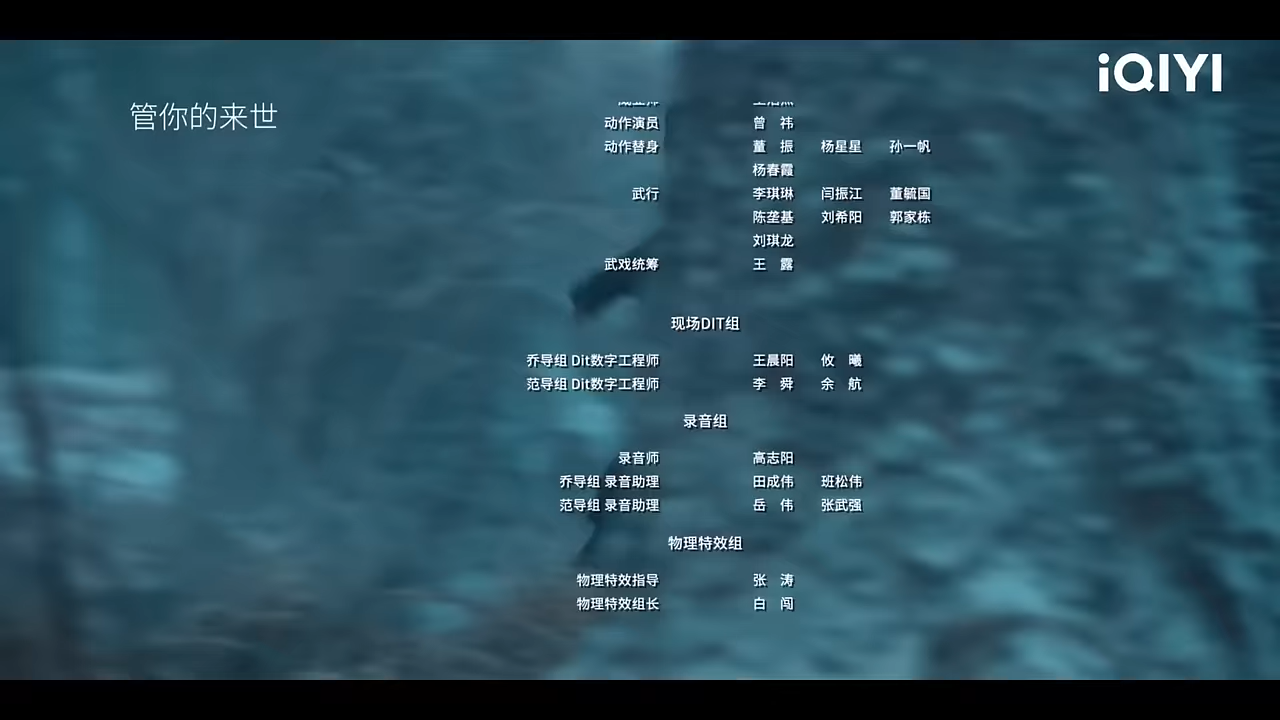 iQIYI
管你的来世
动作演员 曾 祎
动作替身 董 振 杨星星 孙一帆
杨春霞
武行 李琪琳 闫振江 董毓国
陈垄基 刘希阳 郭家栋
刘琪龙
武戏统筹 王 露
现场DIT组
乔导组 Dit数字工程师 王晨阳 攸 曦
范导组 Dit数字工程师 李 舜 余 航
录音组
录音师 高志阳
乔导组 录音助理 田成伟 班松伟
范导组 录音助理 岳 伟 张武强
物理特效组
物理特效指导 张 涛
物理特效组长 白 闯